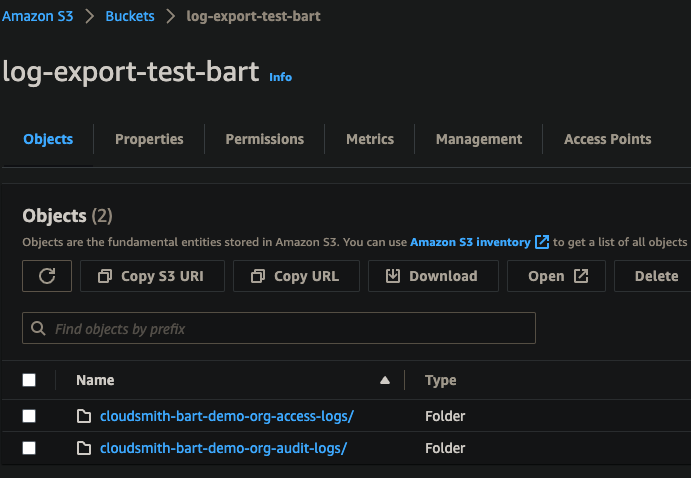 Amazon S3 > Buckets > log-export-test-bart
log-export-test-bart Info
Objects Properties Permissions Metrics Management Access Points
Objects (2)
Objects are the fundamental entities stored in Amazon S3. You can use Amazon S3 inventory to get a list of all objects
Copy S3 URI Copy URL Download Open Delete
Find objects by prefix
Name Type
cloudsmith-bart-demo-org-access-logs/ Folder
cloudsmith-bart-demo-org-audit-logs/ Folder